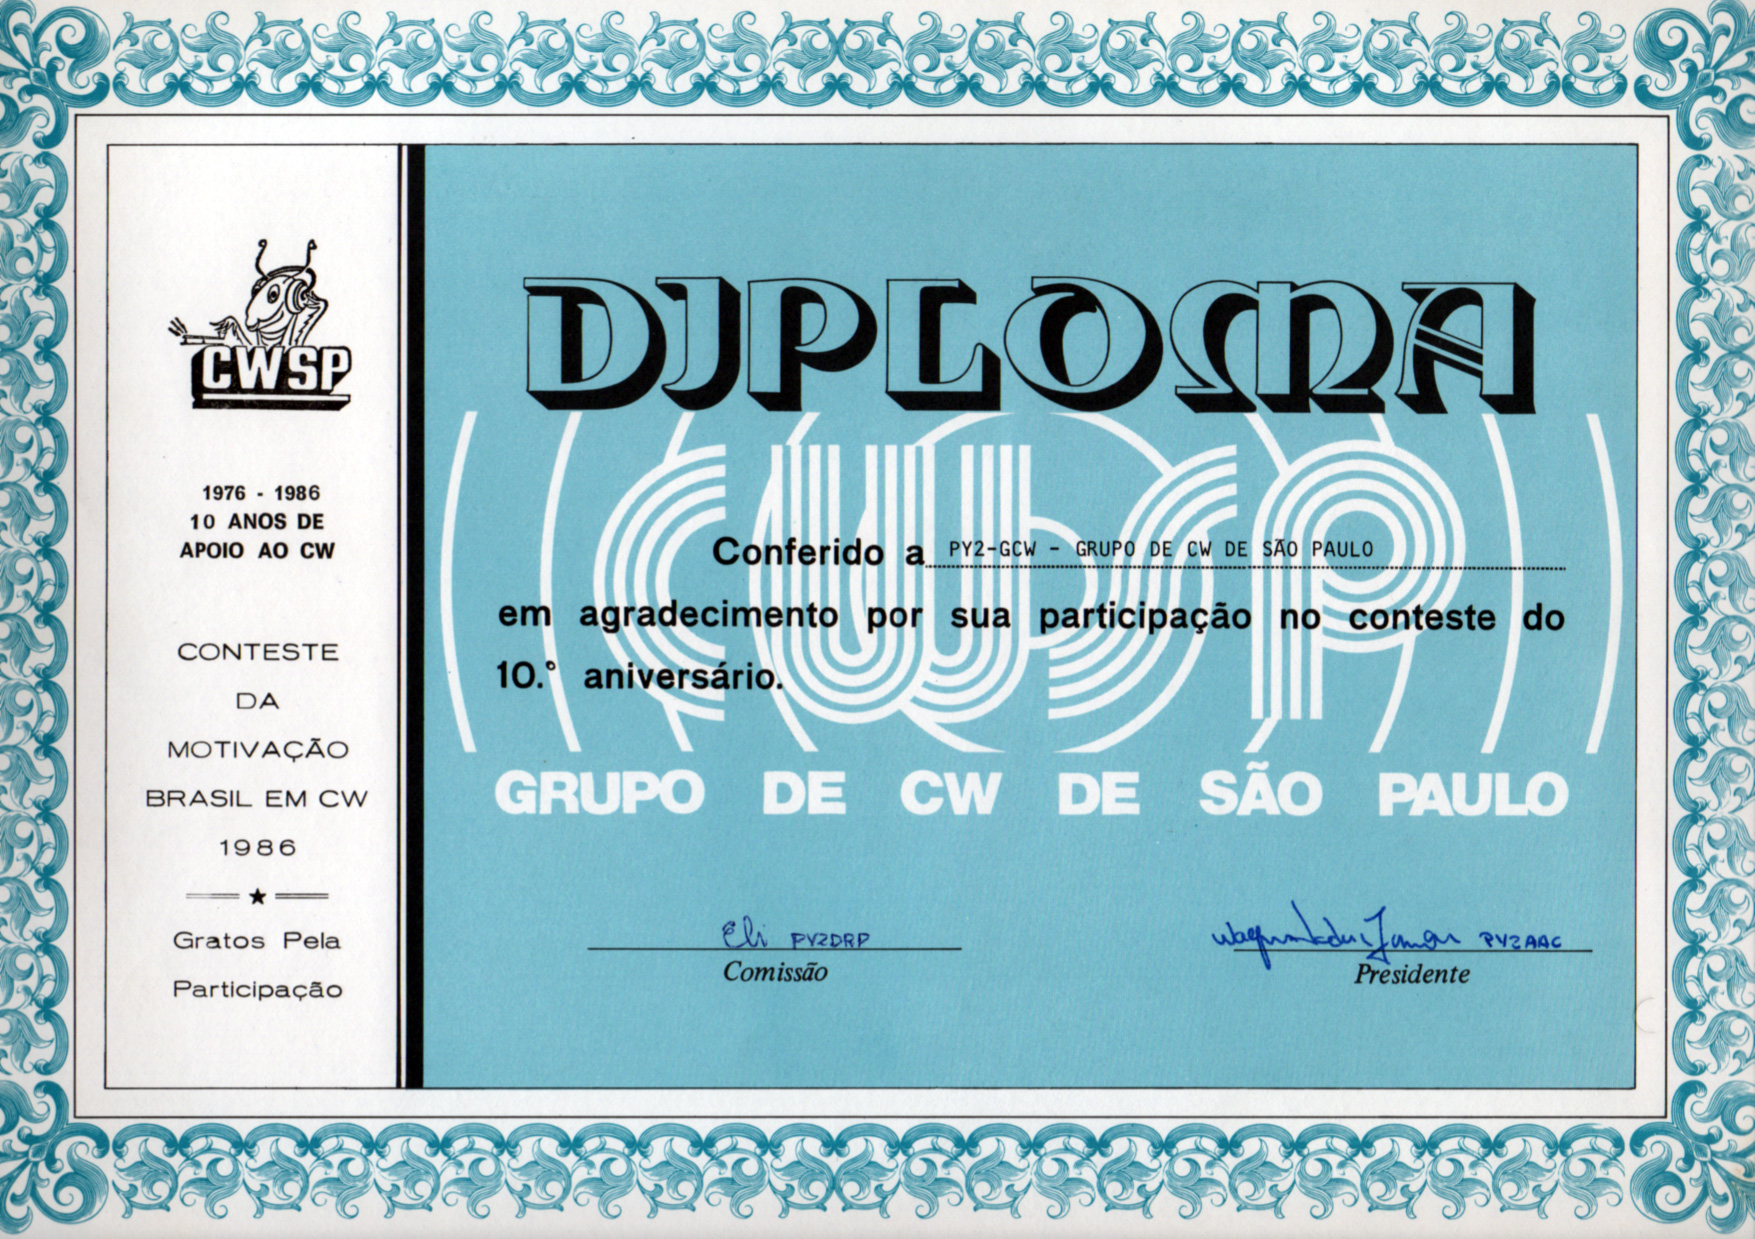 CWSP
1976 - 1986
10 ANOS DE
APOIO AO CW
CONTESTE
DA
MOTIVAÇÃO
BRASIL EM CW
1986
Gratos Pela
Participação
DIPLOMA
cwsp
Conferido a PY2-GCW - GRUPO DE CW DE SÃO PAULO
em agradecimento por sua participação no conteste do
10.º aniversário.
GRUPO DE CW DE SÃO PAULO
Eli PY2DRP
Comissão
PY2AAC
Presidente